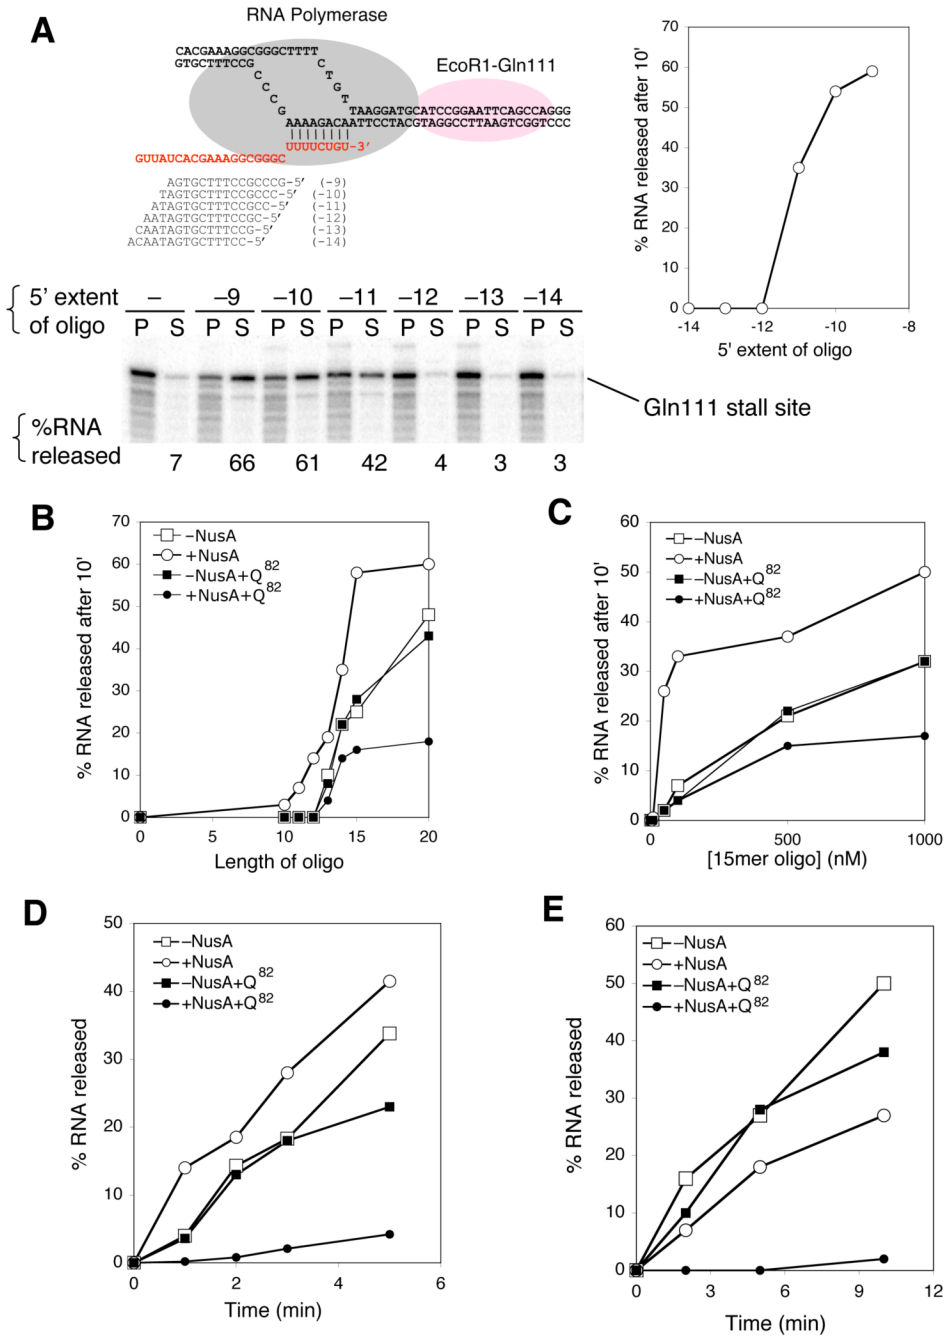 A
RNA Polymerase
CACGAAAGGCGGGCTTTT
GTGCTTTCCG
C
C
C
G
C
T
G
T
EcoR1-Gln111
TAAGGATGCATCCGGAATTCAGCCAGGG
AAAAGACAATTCCTACGTAGGCCTTAAGTCGGTCCC
UUUUCUGU-3'
GUUAUCACGAAAGGCGGGC
AGTGCTTTCCGCCCG-5' (-9)
TAGTGCTTTCCGCCC-5' (-10)
ATAGTGCTTTCCGCC-5' (-11)
AATAGTGCTTTCCGC-5' (-12)
CAATAGTGCTTTCCG-5' (-13)
ACAATAGTGCTTTCC-5' (-14)
% RNA released after 10'
70
60
50
40
30
20
10
0
-14 -12 -10 -8
5' extent of oligo
5' extent of oligo
– –9 –10 –11 –12 –13 –14
P S P S P S P S P S P S P S
Gln111 stall site
%RNA released
7 66 61 42 4 3 3
B
% RNA released after 10'
70
60
50
40
30
20
10
0
–NusA
+NusA
–NusA+Q82
+NusA+Q82
0 5 10 15 20
Length of oligo
C
% RNA released after 10'
60
50
40
30
20
10
0
–NusA
+NusA
–NusA+Q82
+NusA+Q82
0 500 1000
[15mer oligo] (nM)
D
% RNA released
50
40
30
20
10
0
–NusA
+NusA
–NusA+Q82
+NusA+Q82
0 2 4 6
Time (min)
E
% RNA released
60
50
40
30
20
10
0
–NusA
+NusA
–NusA+Q82
+NusA+Q82
0 3 6 9 12
Time (min)